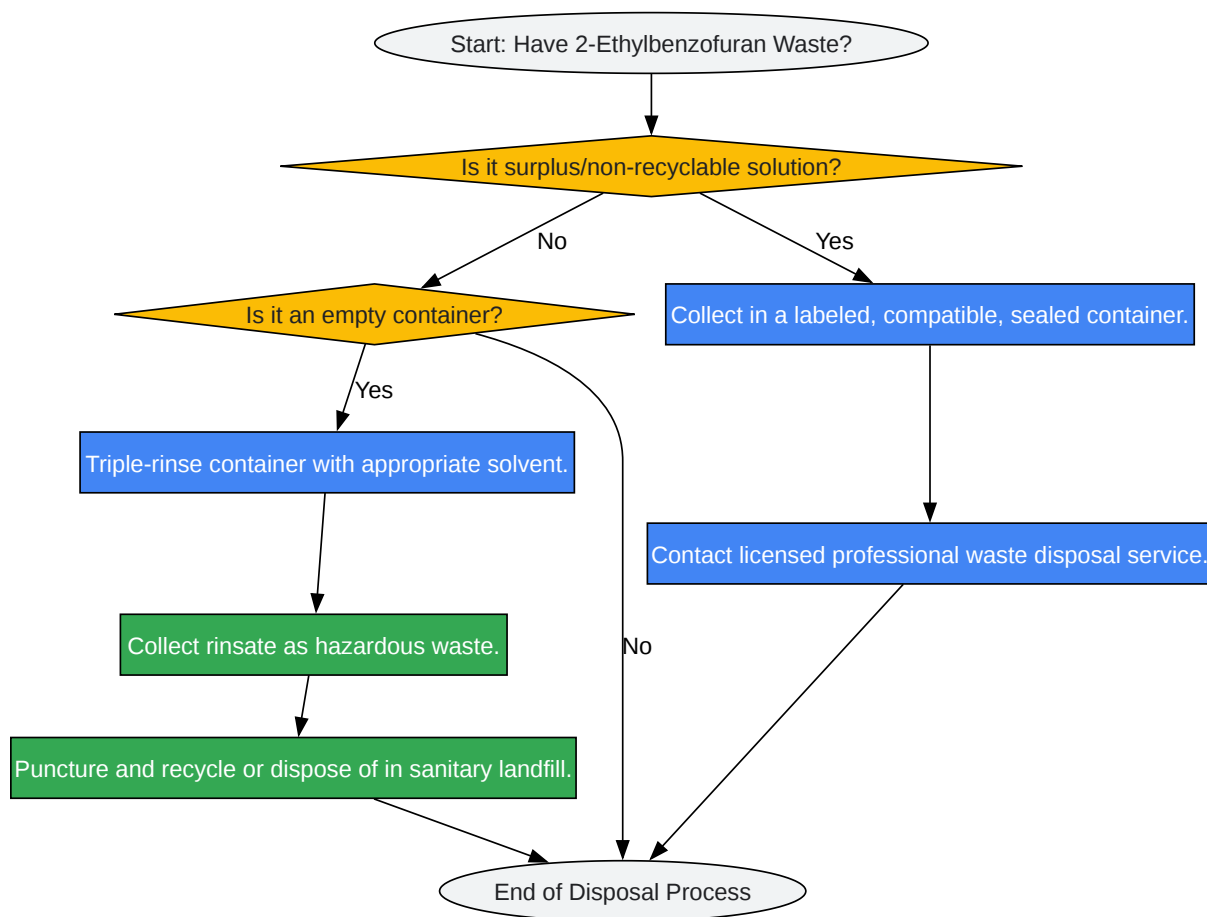 Start: Have 2-Ethylbenzofuran Waste?
Is it surplus/non-recyclable solution?
No
Yes
Is it an empty container?
Collect in a labeled, compatible, sealed container.
Yes
Triple-rinse container with appropriate solvent.
Contact licensed professional waste disposal service.
Collect rinsate as hazardous waste.
No
Puncture and recycle or dispose of in sanitary landfill.
End of Disposal Process